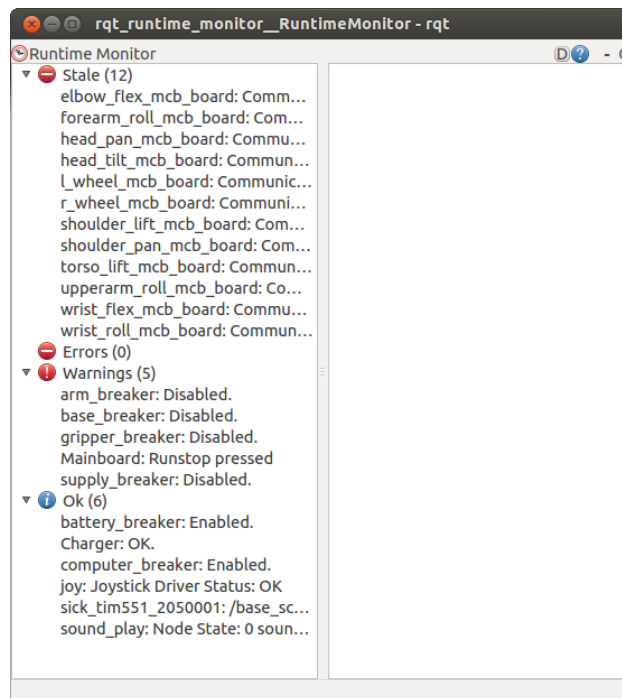 rqt_runtime_monitor__RuntimeMonitor - rqt
Runtime Monitor
D ? -
Stale (12)
elbow_flex_mcb_board: Comm...
forearm_roll_mcb_board: Com...
head_pan_mcb_board: Commu...
head_tilt_mcb_board: Commun...
l_wheel_mcb_board: Communic...
r_wheel_mcb_board: Communi...
shoulder_lift_mcb_board: Com...
shoulder_pan_mcb_board: Com...
torso_lift_mcb_board: Commun...
upperarm_roll_mcb_board: Co...
wrist_flex_mcb_board: Commu...
wrist_roll_mcb_board: Commun...
Errors (0)
Warnings (5)
arm_breaker: Disabled.
base_breaker: Disabled.
gripper_breaker: Disabled.
Mainboard: Runstop pressed
supply_breaker: Disabled.
Ok (6)
battery_breaker: Enabled.
Charger: OK.
computer_breaker: Enabled.
joy: Joystick Driver Status: OK
sick_tim551_2050001: /base_sc...
sound_play: Node State: 0 soun...